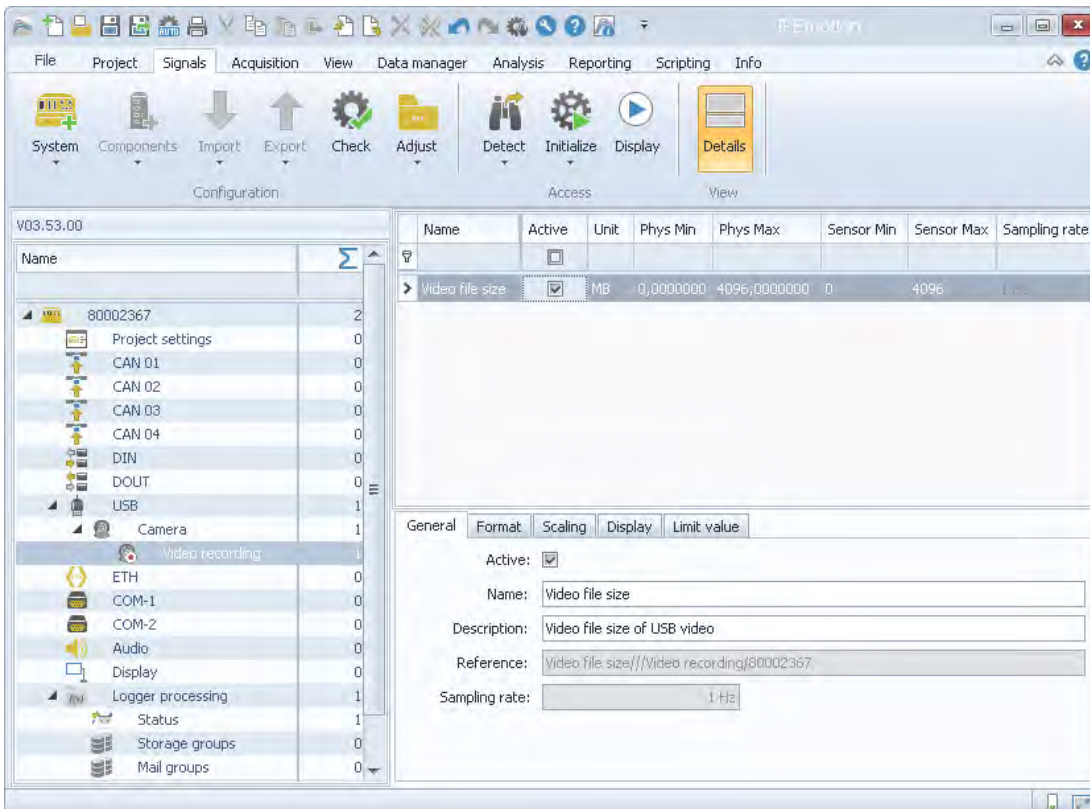 AUTO
IPEmotion
File Project Signals Acquisition View Data manager Analysis Reporting Scripting Info
System Components Import Export Check Adjust Detect Initialize Display Details
Configuration Access View
V03.53.00
Name
80002367 2
Project settings 0
CAN 01 0
CAN 02 0
CAN 03 0
CAN 04 0
DIN 0
DOUT 0
USB 1
Camera 1
Video recording 1
ETH 0
COM-1 0
COM-2 0
Audio 0
Display 0
f(x) Logger processing 1
Status 1
Storage groups 0
Mail groups 0
Name Active Unit Phys Min Phys Max Sensor Min Sensor Max Sampling rate
Video file size MB 0,0000000 4096,0000000 0 4096 1 Hz
General Format Scaling Display Limit value
Active:
Name: Video file size
Description: Video file size of USB video
Reference: Video file size///Video recording/80002367
Sampling rate: 1 Hz